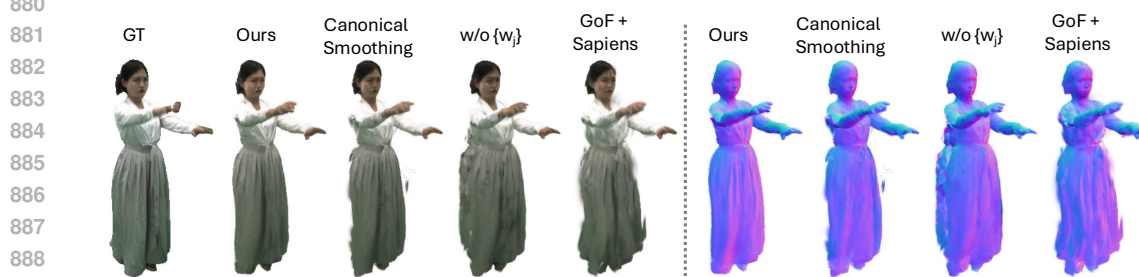 880
881
882
883
884
885
886
887
888
GT
Ours
Canonical
Smoothing
w/o {wj}
GoF +
Sapiens
Ours
Canonical
Smoothing
w/o {wj}
GoF +
Sapiens